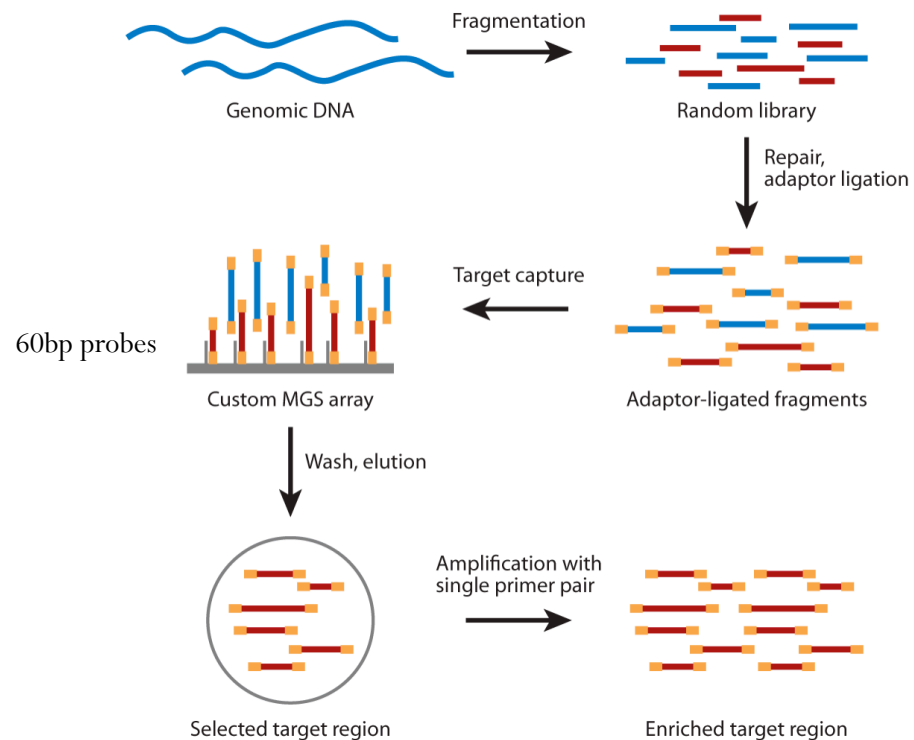 Fragmentation
Genomic DNA
Random library
Repair,
adaptor ligation
Target capture
60bp probes
Custom MGS array
Adaptor-ligated fragments
Wash, elution
Amplification with
single primer pair
Selected target region
Enriched target region